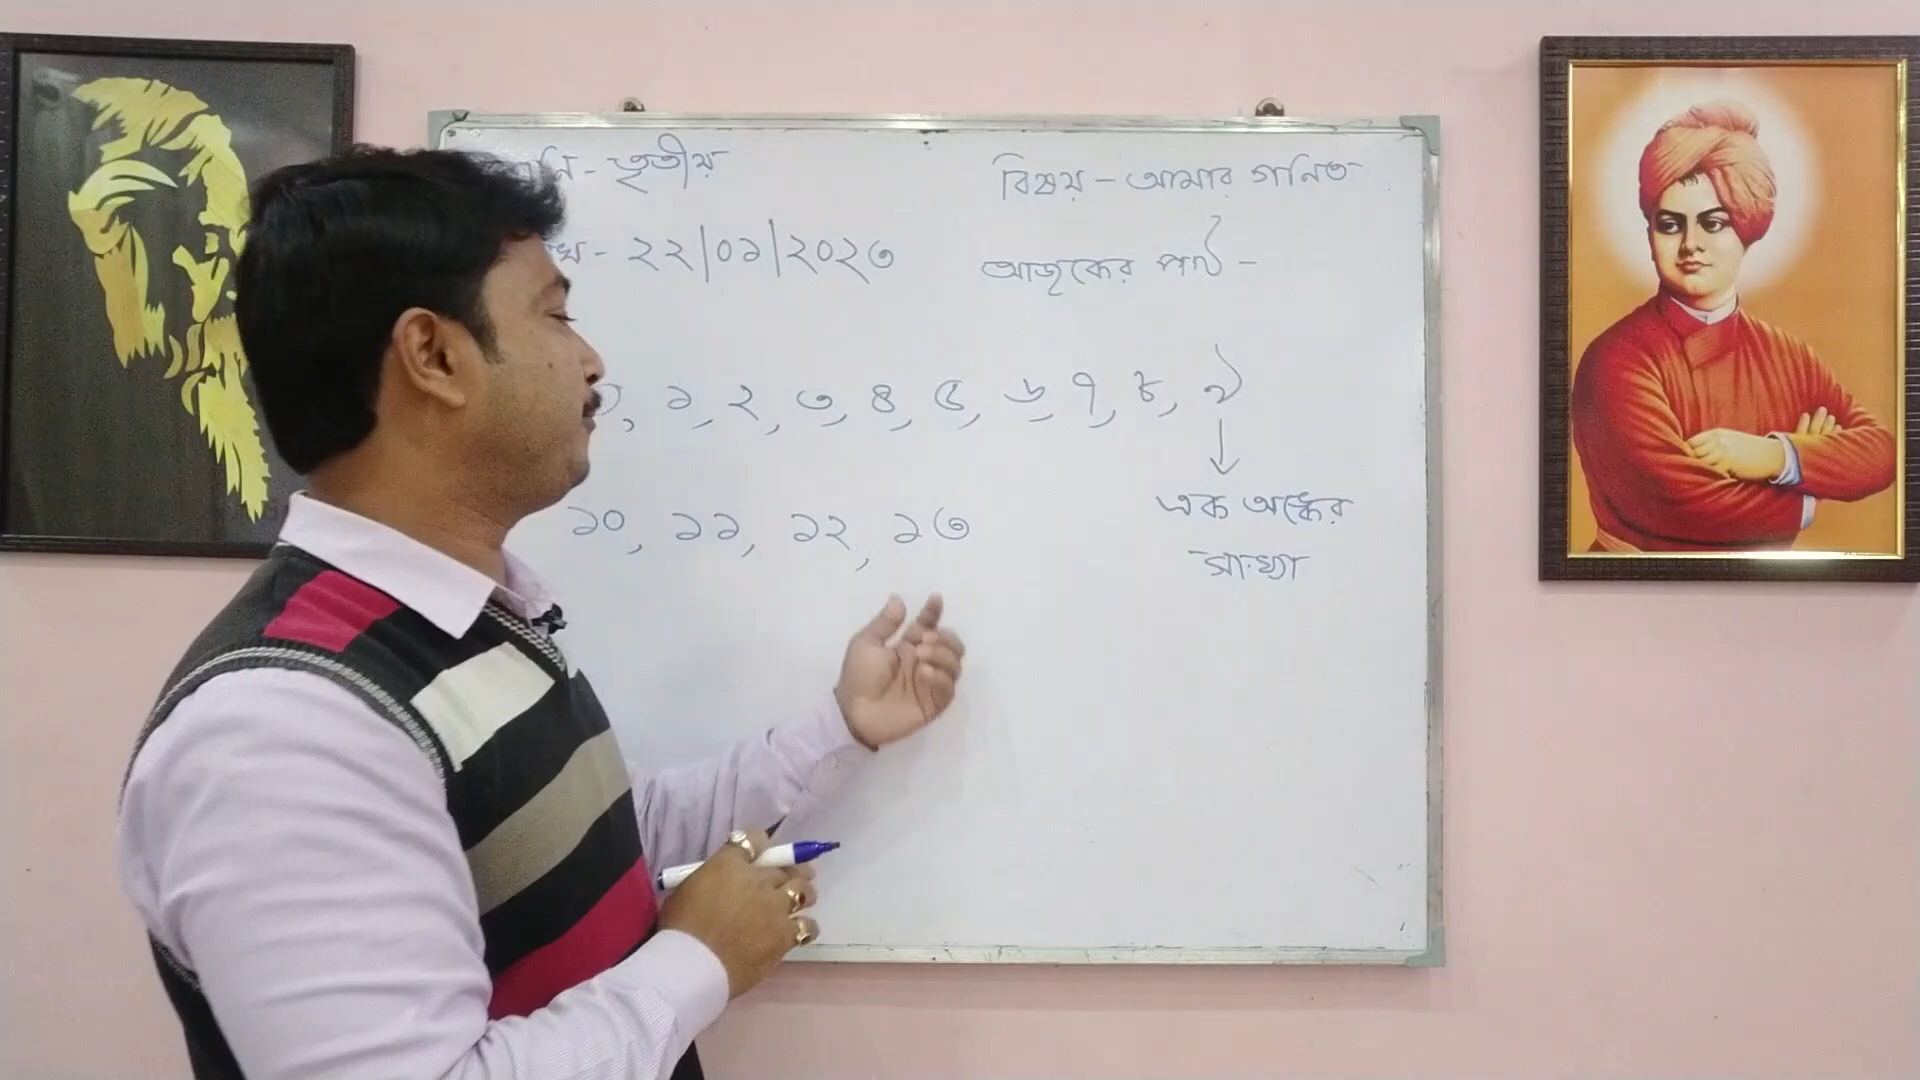 তৃতীয় বিষয় - আমার গনিত
- ২২/০১/২০২৩ আজকের পাঠ -
, ১, ২, ৩, ৪, ৫, ৬, ৭, ৮, ৯
↓
১০, ১১, ১২, ১৩ এক অঙ্কের
সংখ্যা